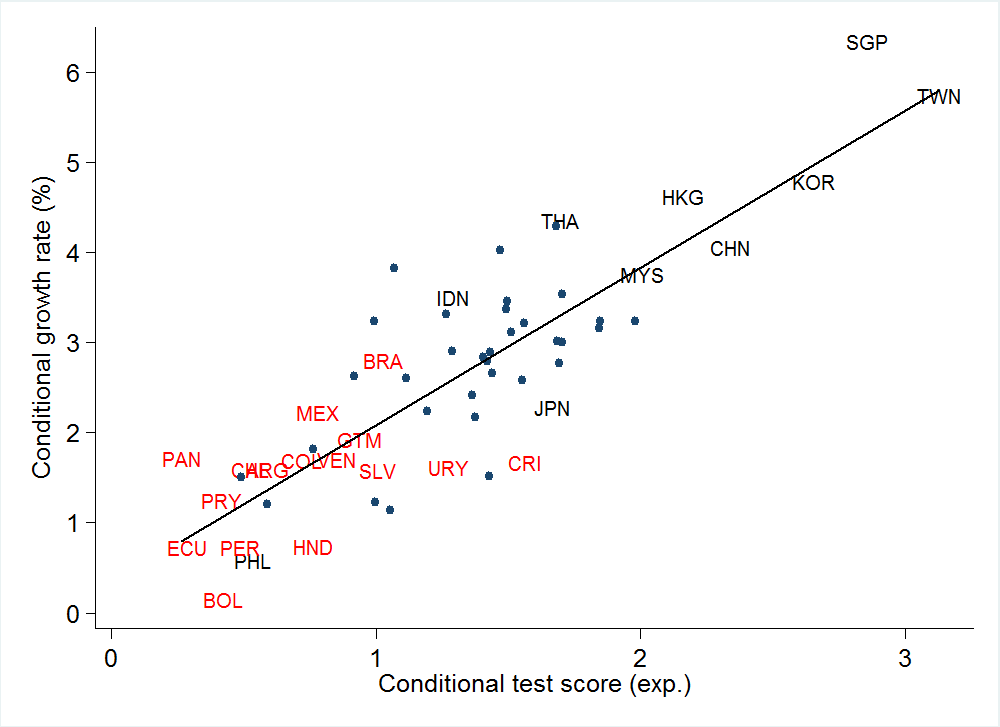 Conditional growth rate (%)
6
5
4
3
2
1
0
SGP
TWN
KOR
HKG
THA
CHN
MYS
IDN
BRA
JPN
MEX
GTM
PAN
COL
VEN
CHL
ARG
SLV
URY
CRI
PRY
ECU
PER
PHL
HND
BOL
0 1 2 3
Conditional test score (exp.)